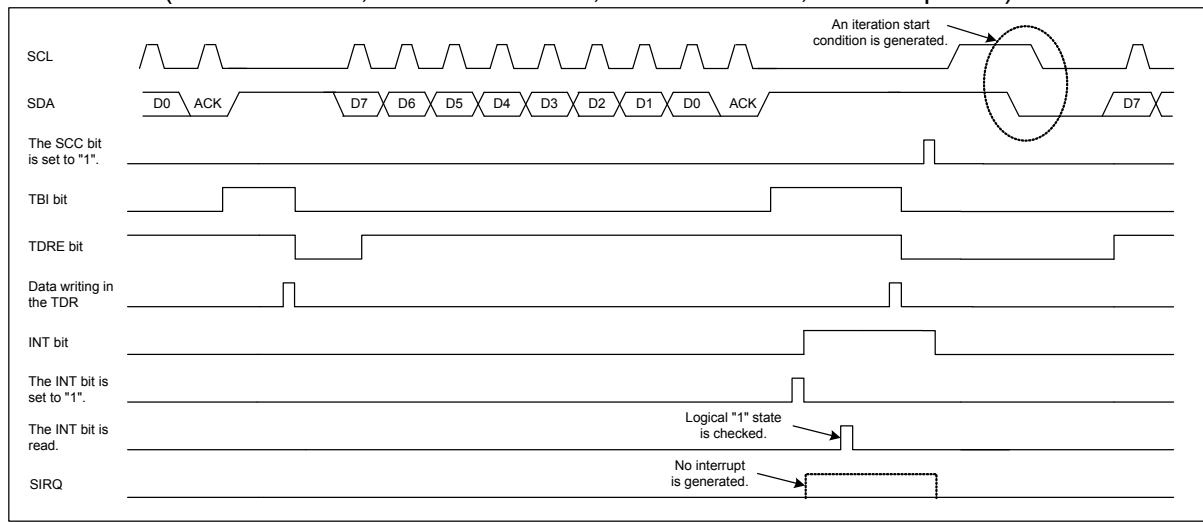 An iteration start
condition is generated.
SCL
SDA
D0 ACK D7 D6 D5 D4 D3 D2 D1 D0 ACK D7
The SCC bit
is set to "1".
TBI bit
TDRE bit
Data writing in
the TDR
INT bit
The INT bit is
set to "1".
The INT bit is
read.
Logical "1" state
is checked.
SIRQ
No interrupt
is generated.